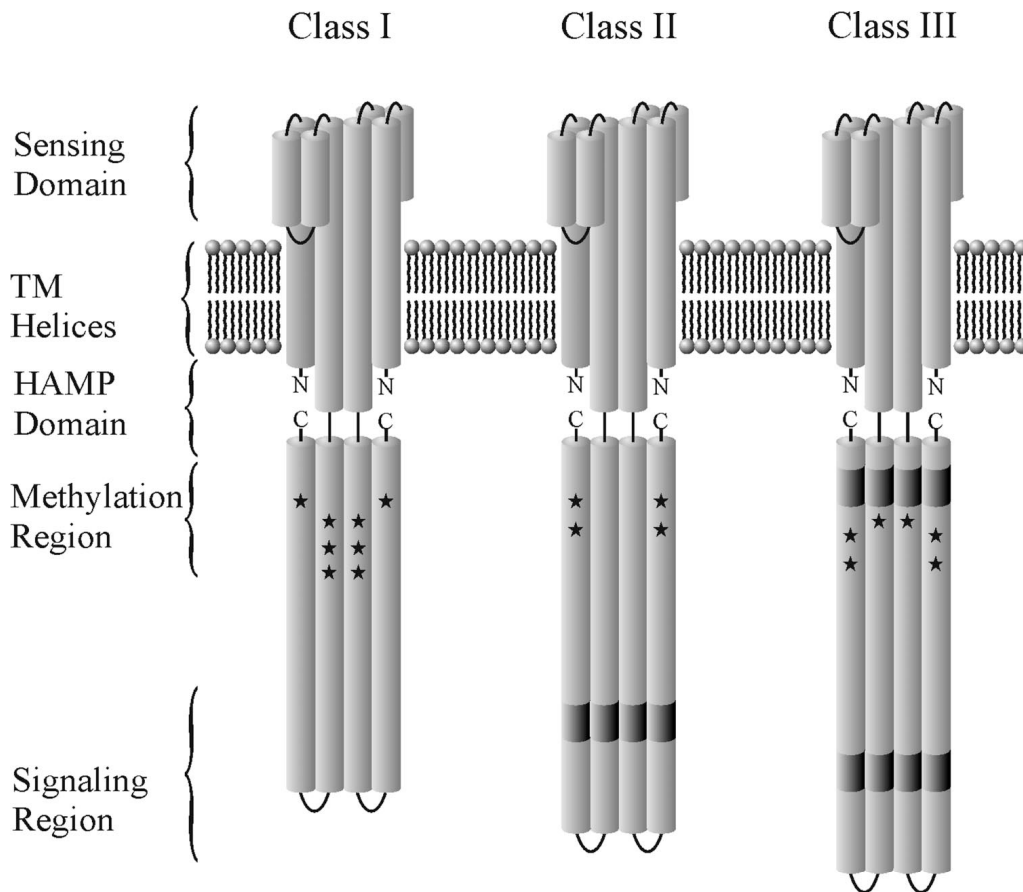 Class I
Class II
Class III
Sensing
Domain
TM
Helices
HAMP
Domain
N N N N N N
C C C C C C
Methylation
Region
Signaling
Region